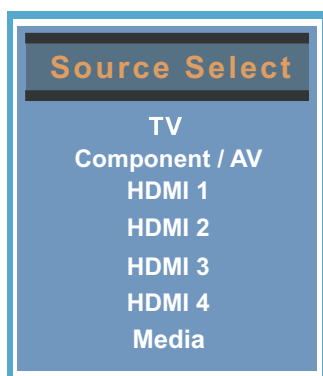 Source Select
TV
Component / AV
HDMI 1
HDMI 2
HDMI 3
HDMI 4
Media